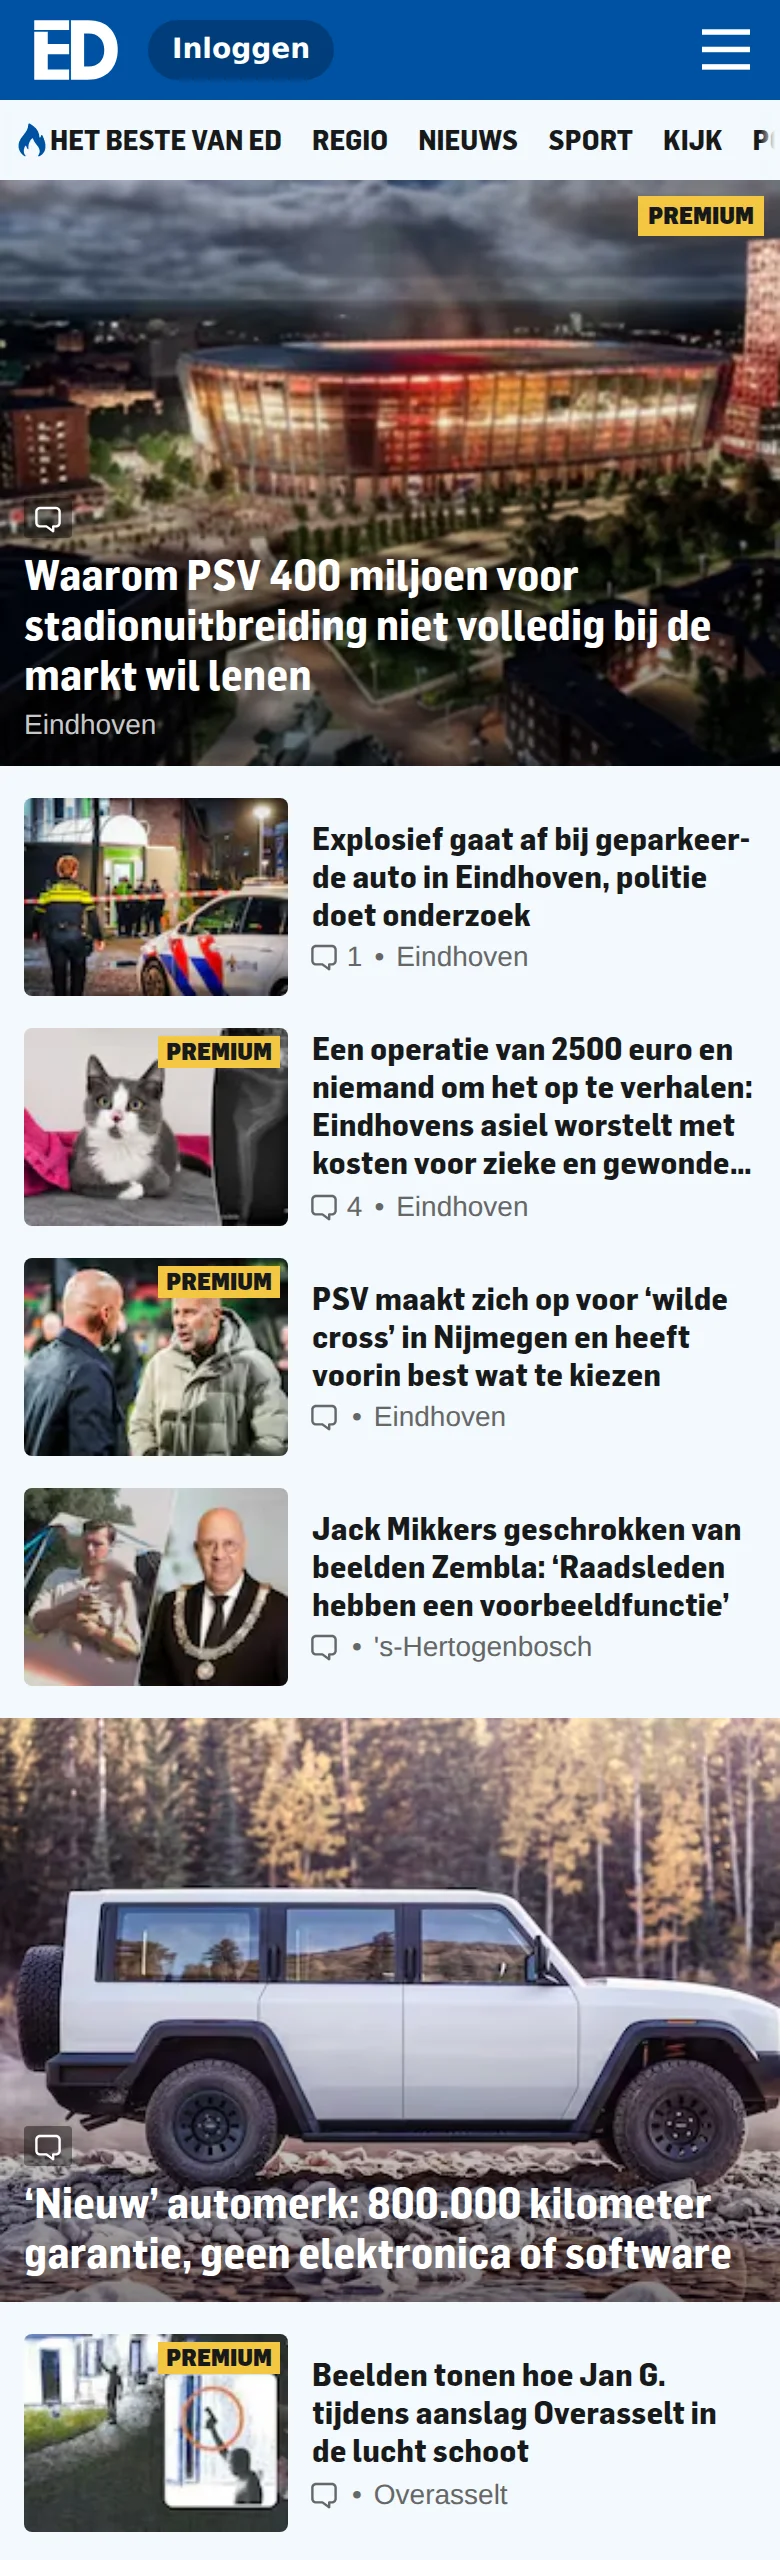 ED
Inloggen
HET BESTE VAN ED REGIO NIEUWS SPORT KIJK
PREMIUM
Waarom PSV 400 miljoen voor
stadionuitbreiding niet volledig bij de
markt wil lenen
Eindhoven
Explosief gaat af bij geparkeer-
de auto in Eindhoven, politie
doet onderzoek
1 • Eindhoven
PREMIUM
Een operatie van 2500 euro en
niemand om het op te verhalen:
Eindhovens asiel worstelt met
kosten voor zieke en gewonde...
4 • Eindhoven
PREMIUM
PSV maakt zich op voor ‘wilde
cross’ in Nijmegen en heeft
voorin best wat te kiezen
• Eindhoven
Jack Mikkers geschrokken van
beelden Zembla: ‘Raadsleden
hebben een voorbeeldfunctie’
• 's-Hertogenbosch
‘Nieuw’ automerk: 800.000 kilometer
garantie, geen elektronica of software
PREMIUM
Beelden tonen hoe Jan G.
tijdens aanslag Overasselt in
de lucht schoot
• Overasselt